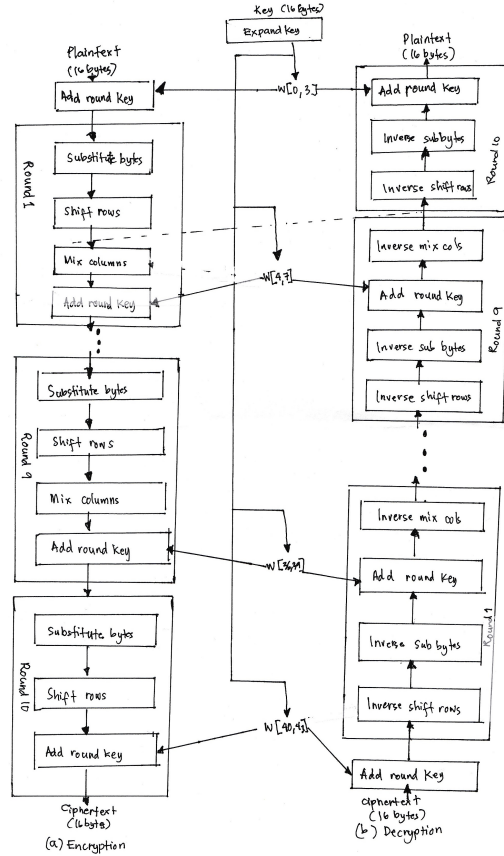 Key (16 bytes)
Expand key
Plaintext
(16 bytes)
Add round key
Round 1
Substitute bytes
Shift rows
Mix columns
Add round key
Round 9
Substitute bytes
Shift rows
Mix columns
Add round key
Round 10
Substitute bytes
Shift rows
Add round key
Ciphertext
(16 bytes)
(a) Encryption
W[0,3]
W[4,7]
W[40,43]
Plaintext
(16 bytes)
Add round key
Inverse subbytes
Inverse shift rows
Round 10
Inverse mix cols
Add round key
Inverse sub bytes
Inverse shift rows
Round 9
Inverse mix cols
Add round key
Inverse Sub bytes
Inverse shift rows
Round 1
Add round key
ciphertext
(16 bytes)
(b) Decryption